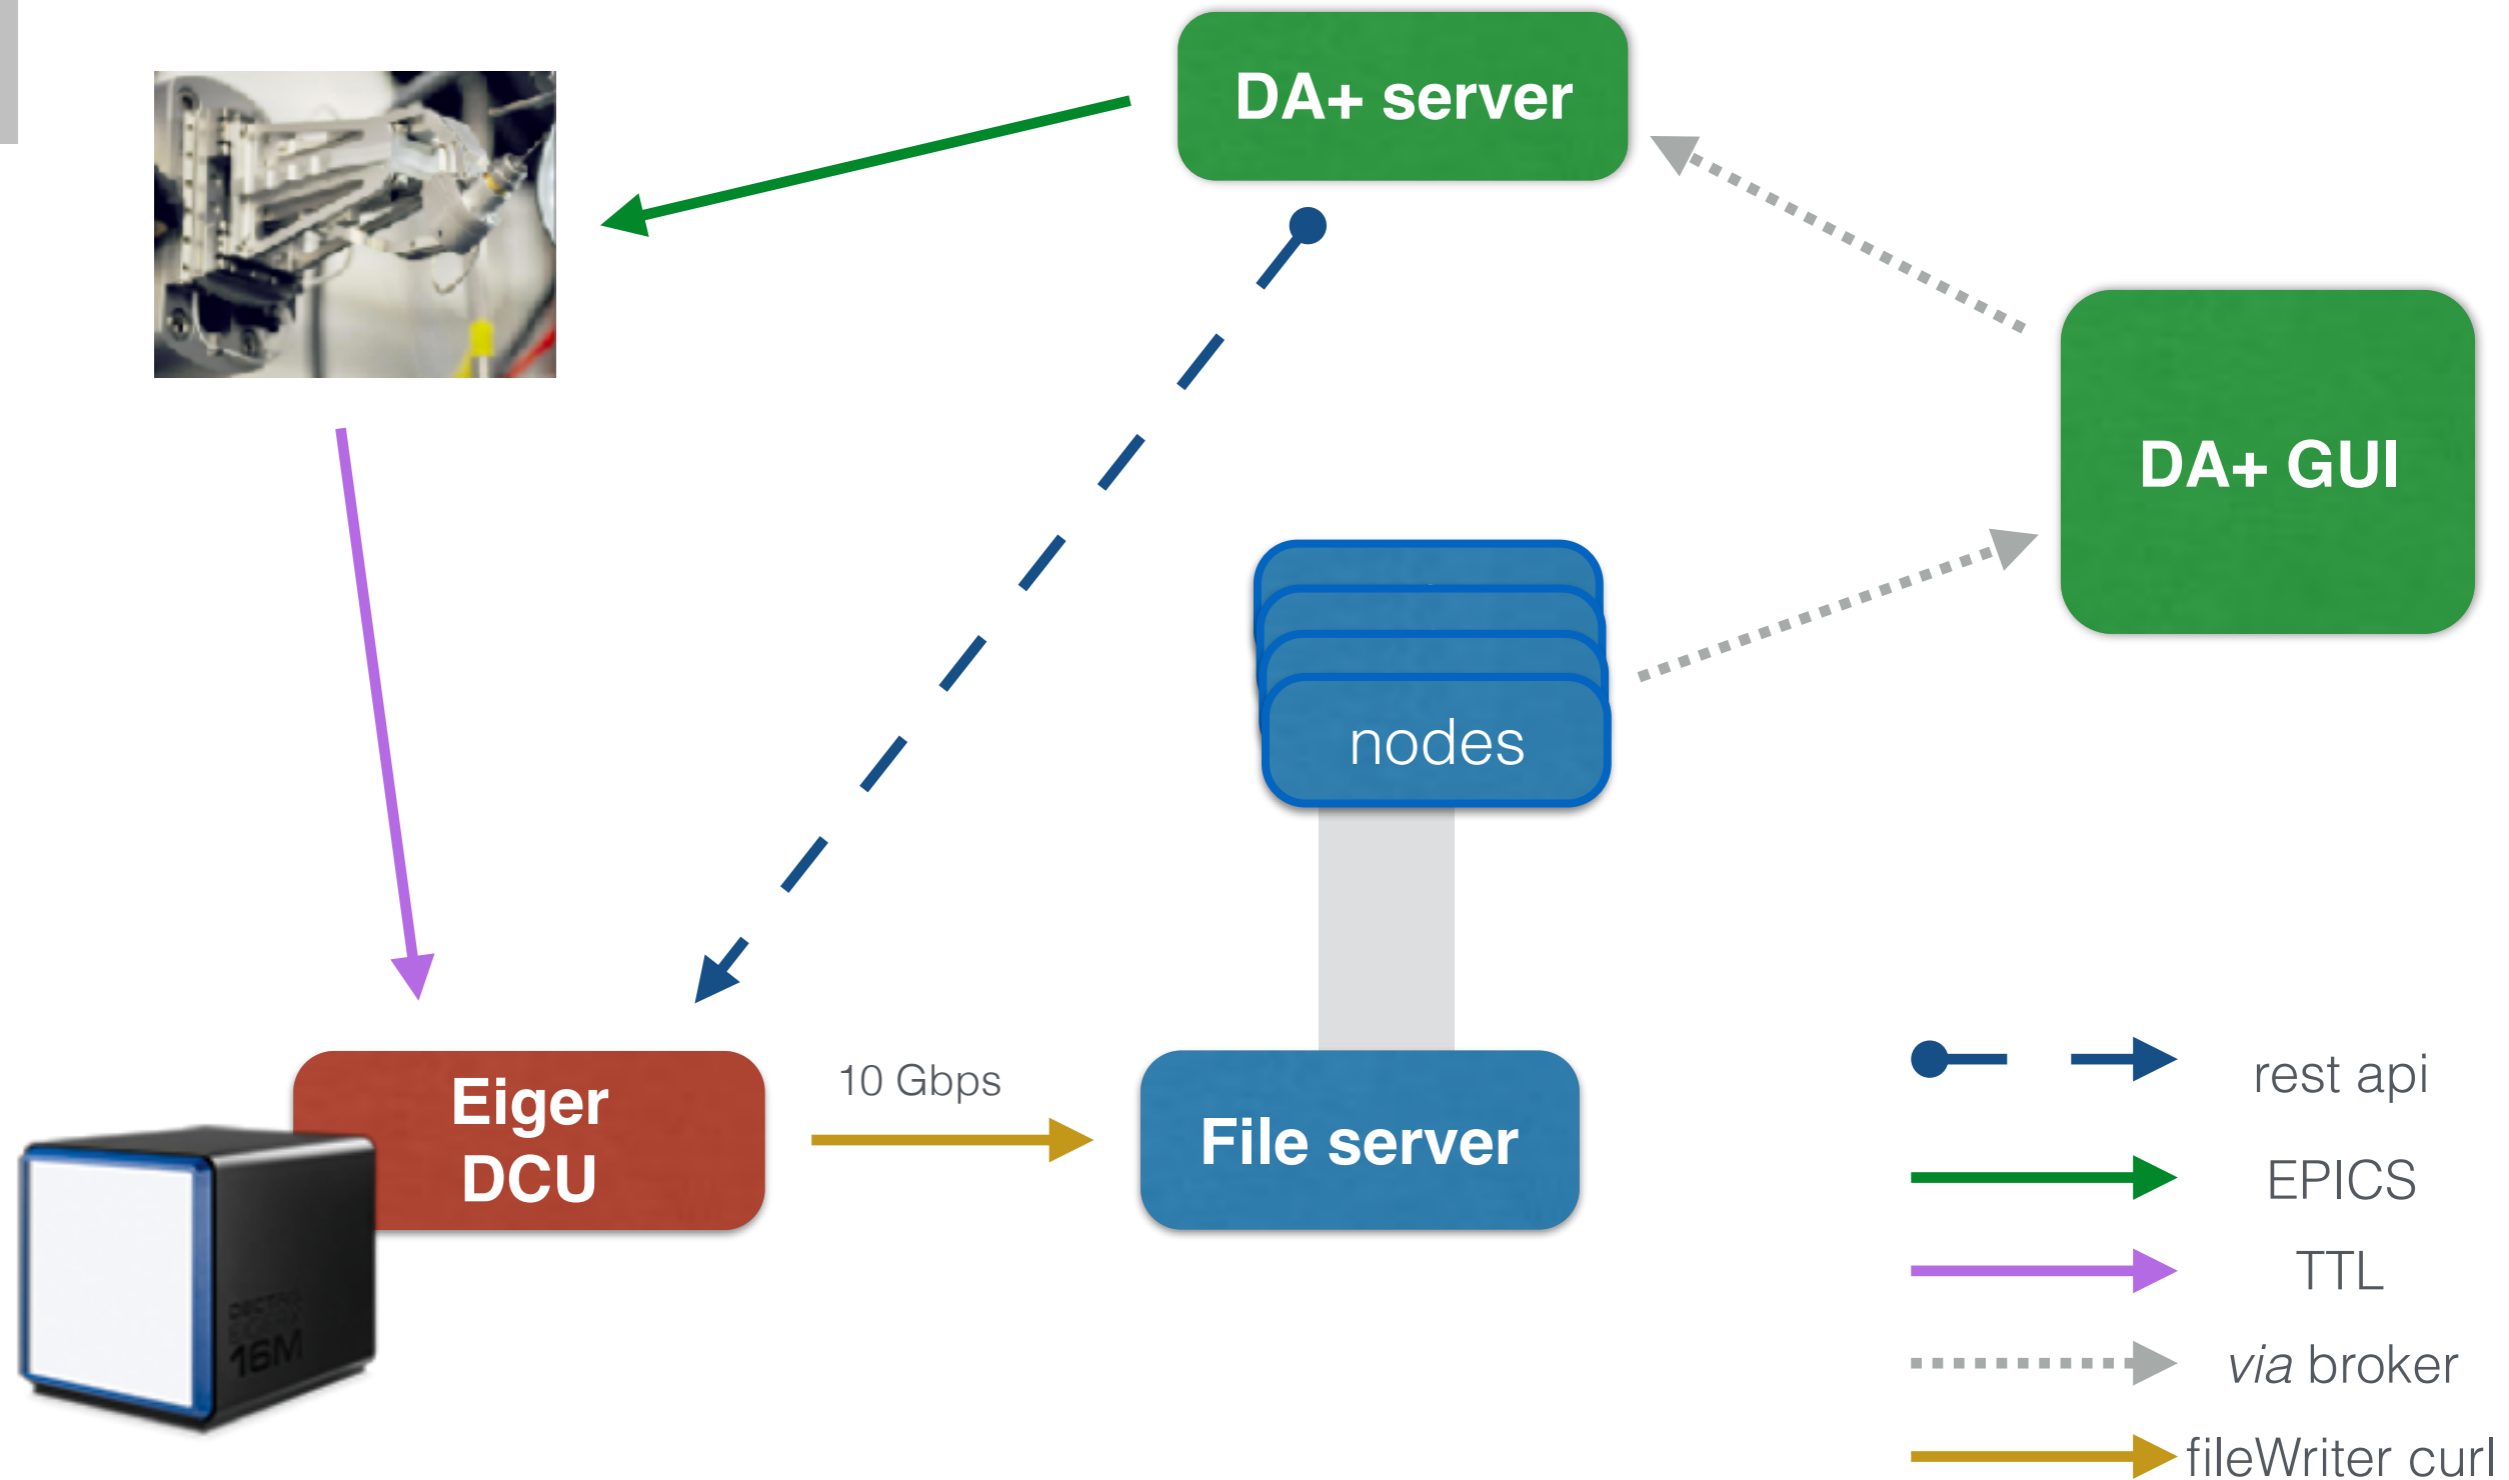 DA+ server
DA+ GUI
nodes
10 Gbps
Eiger
DCU
File server
16M
rest api
EPICS
TTL
via broker
fileWriter curl